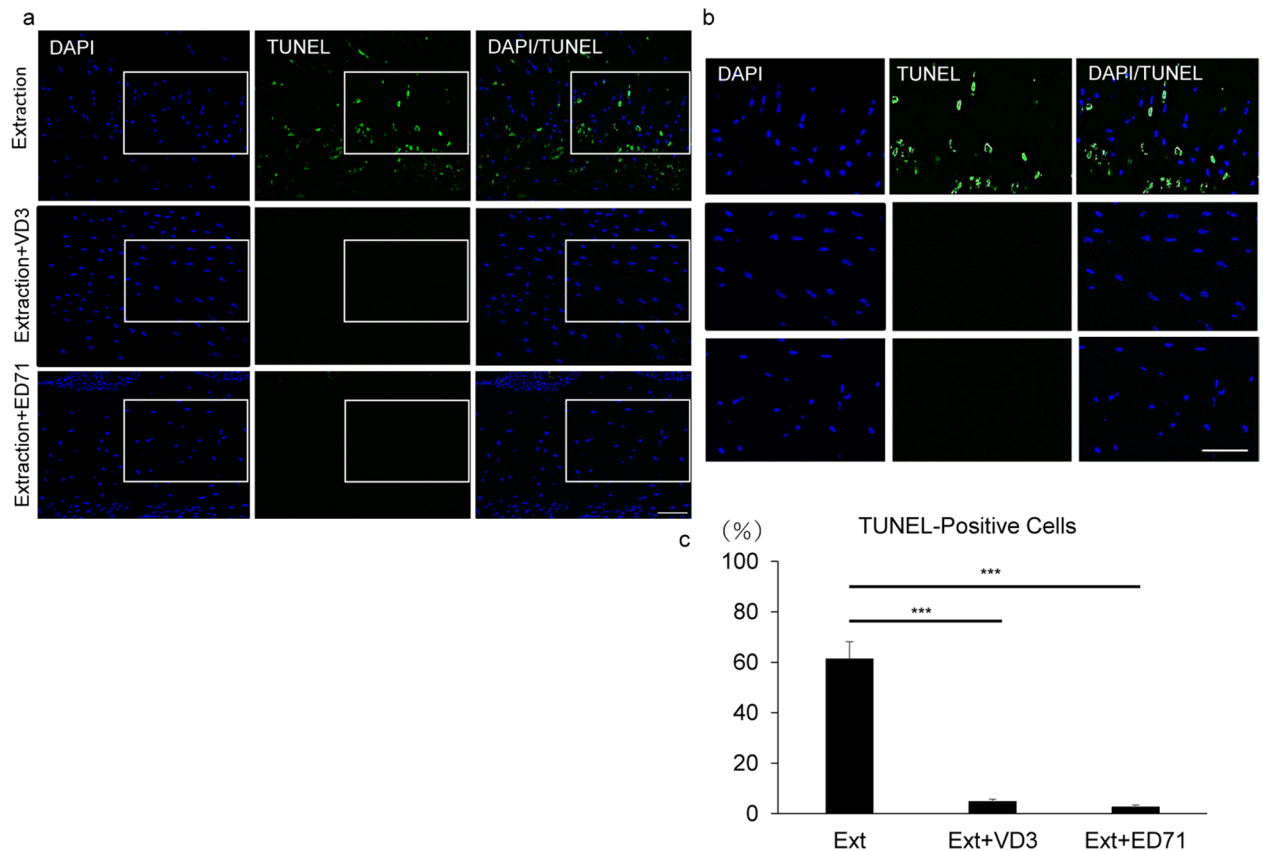 a
DAPI
TUNEL
DAPI/TUNEL
Extraction
Extraction+VD3
Extraction+ED71
b
DAPI
TUNEL
DAPI/TUNEL
c
(%)
TUNEL-Positive Cells
100
80
60
40
20
0
***
***
Ext
Ext+VD3
Ext+ED71